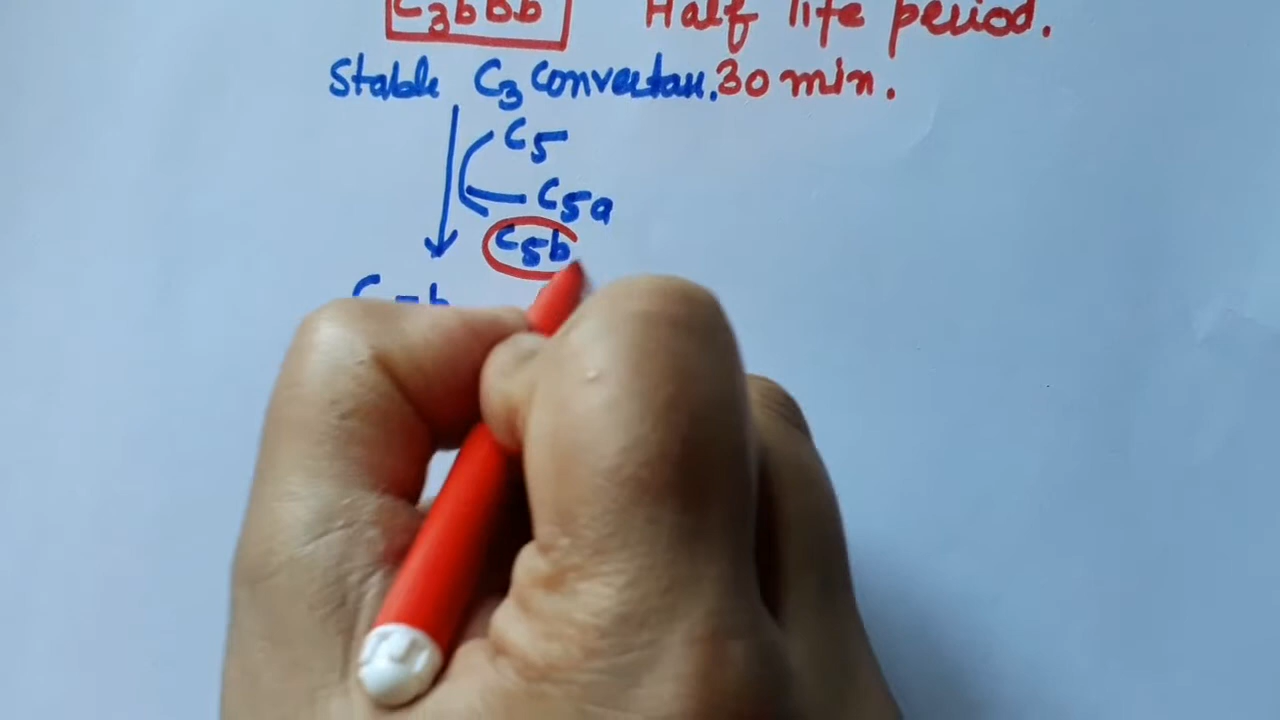 C3bBb Half life period.
Stable C3 Convertase. 30 min.
C5
C5a
C5b